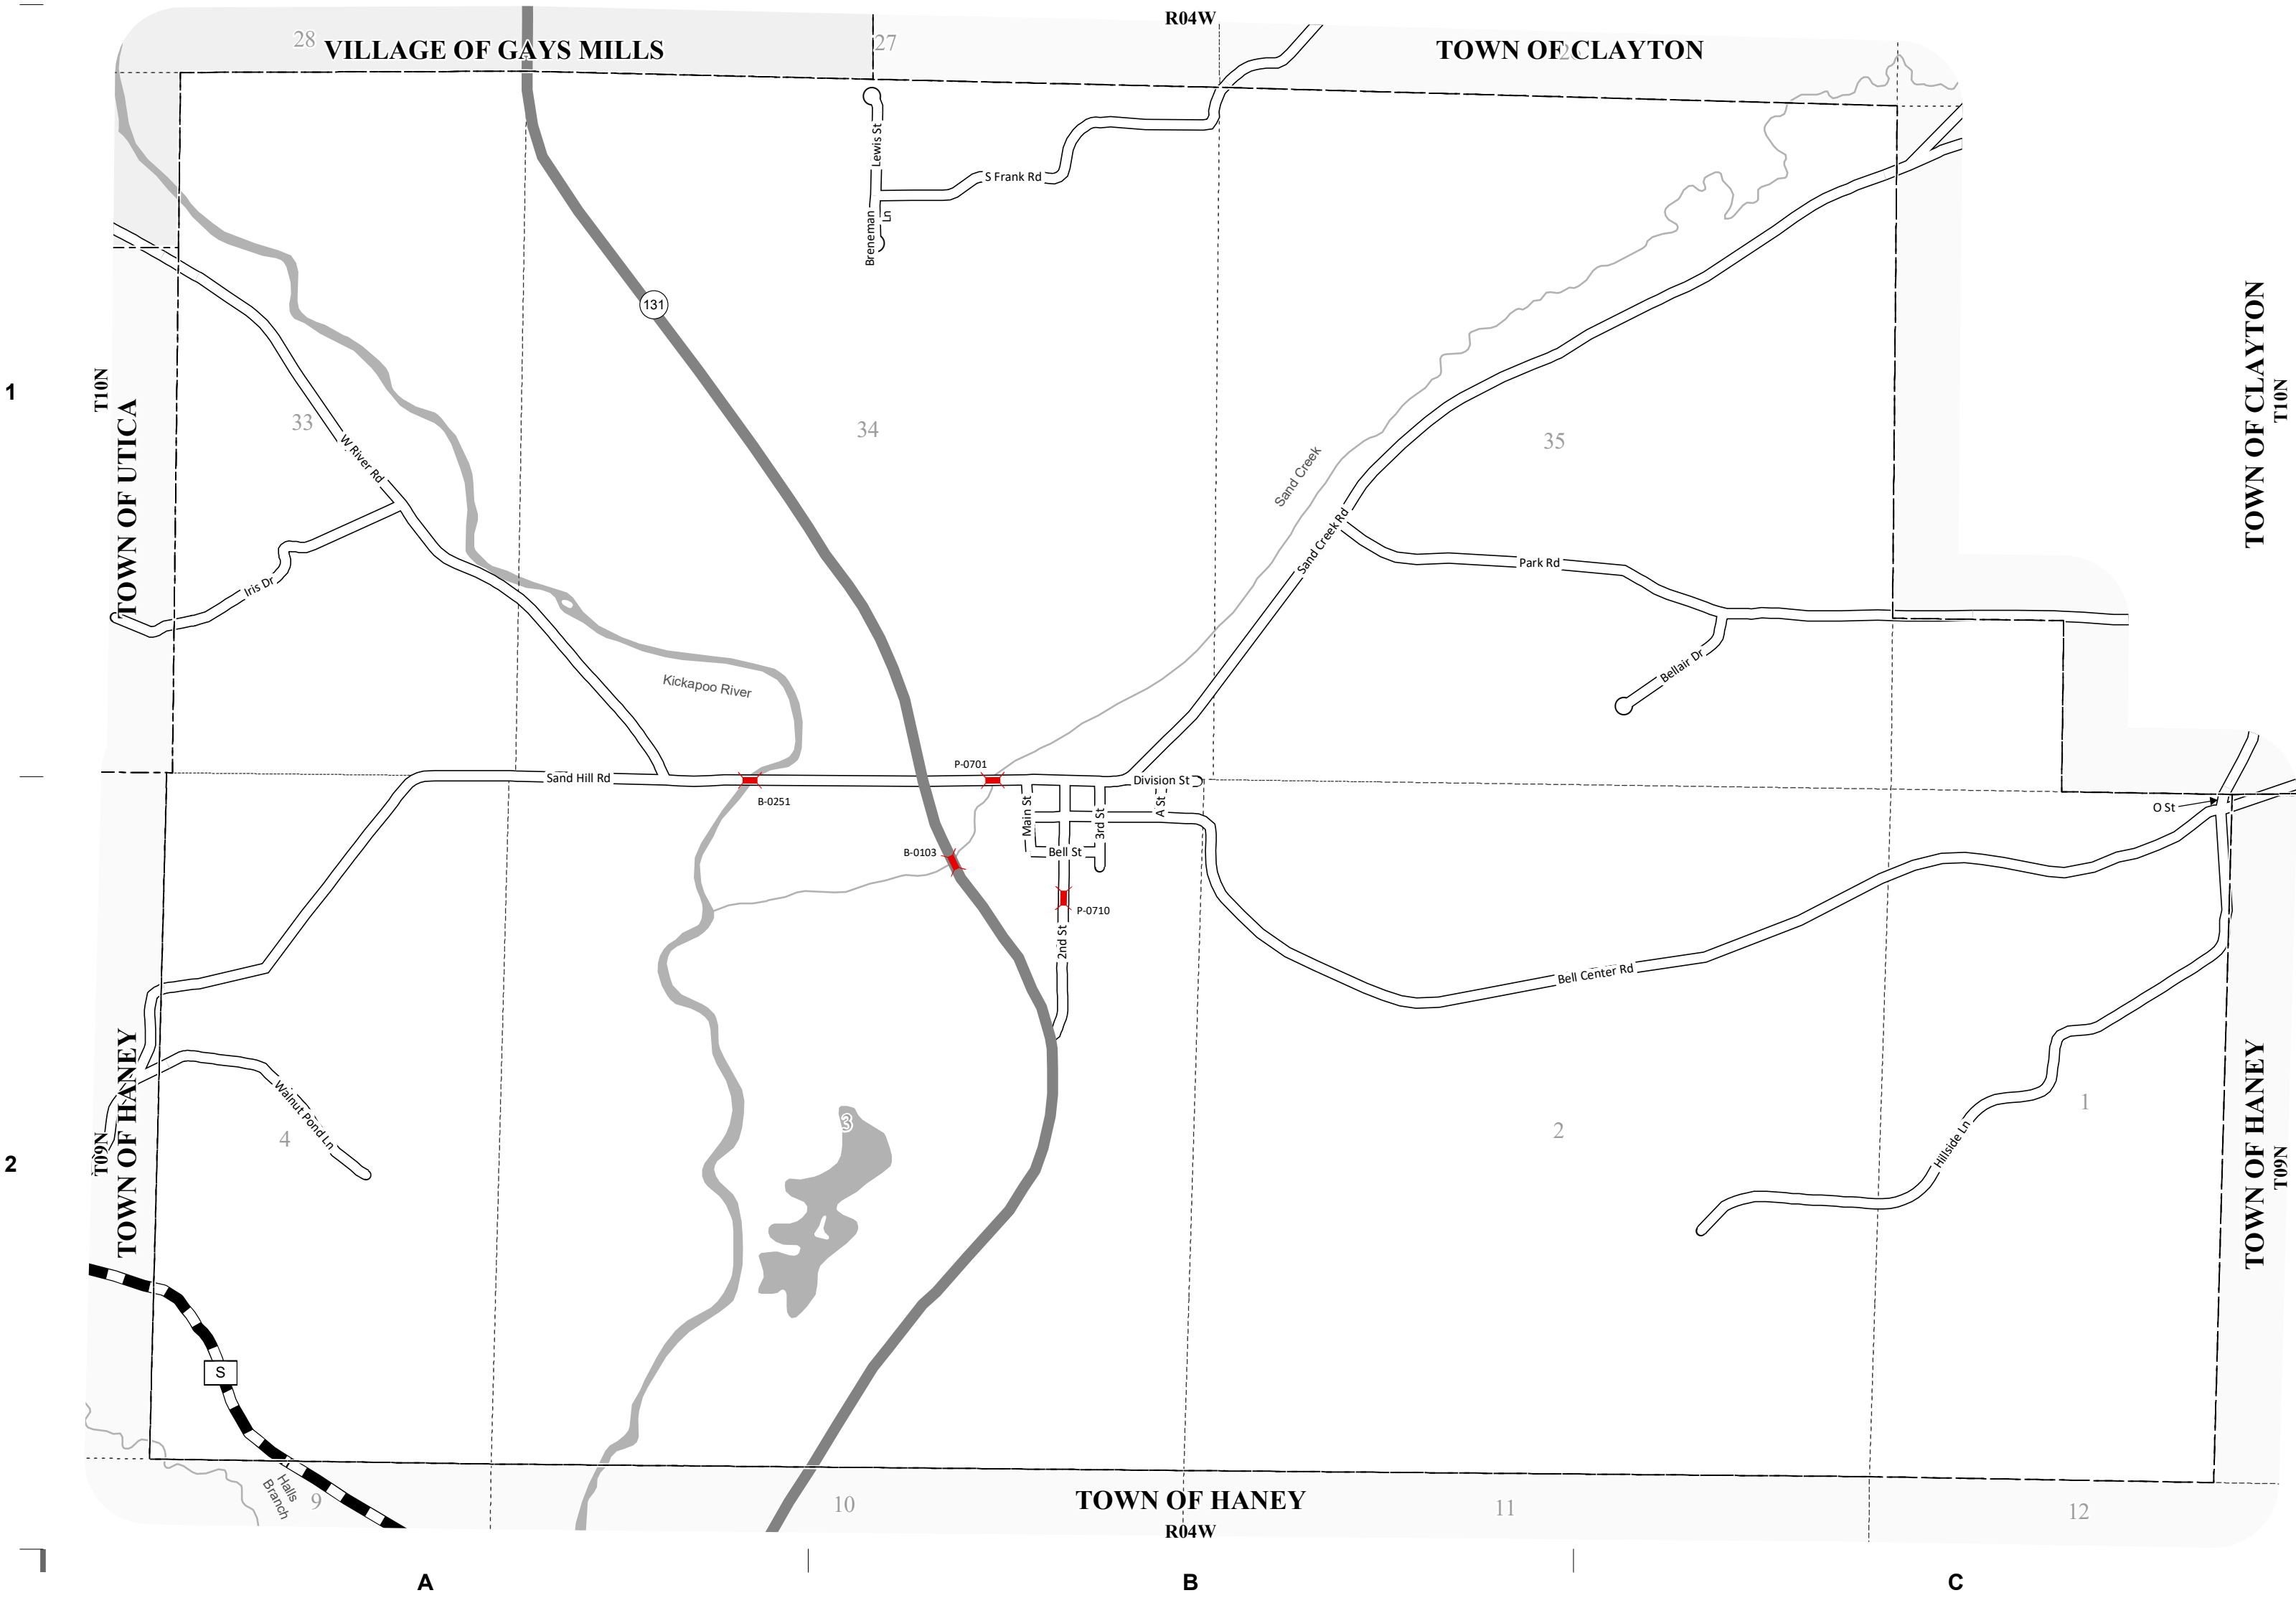 R04W
28
VILLAGE OF GAYS MILLS
27
TOWN OF CLAYTON
Lewis St
S Frank Rd
Breneman
Ln
131
1
T10N
TOWN OF UTICA
33
W River Rd
34
Sand Creek
35
TOWN OF CLAYTON
T10N
Sand Creek Rd
Park Rd
Iris Dr
Bellair Dr
Kickapoo River
P-0701
Sand Hill Rd
Division St
B-0251
O St
Main St
3rd St
A St
B-0103
Bell St
P-0710
2nd St
Bell Center Rd
Walnut Pond Ln
3
1
2
T09N
TOWN OF HANEY
4
2
Hillside Ln
TOWN OF HANEY
T09N
S
Halls
Branch
9
10
TOWN OF HANEY
11
12
R04W
A
B
C